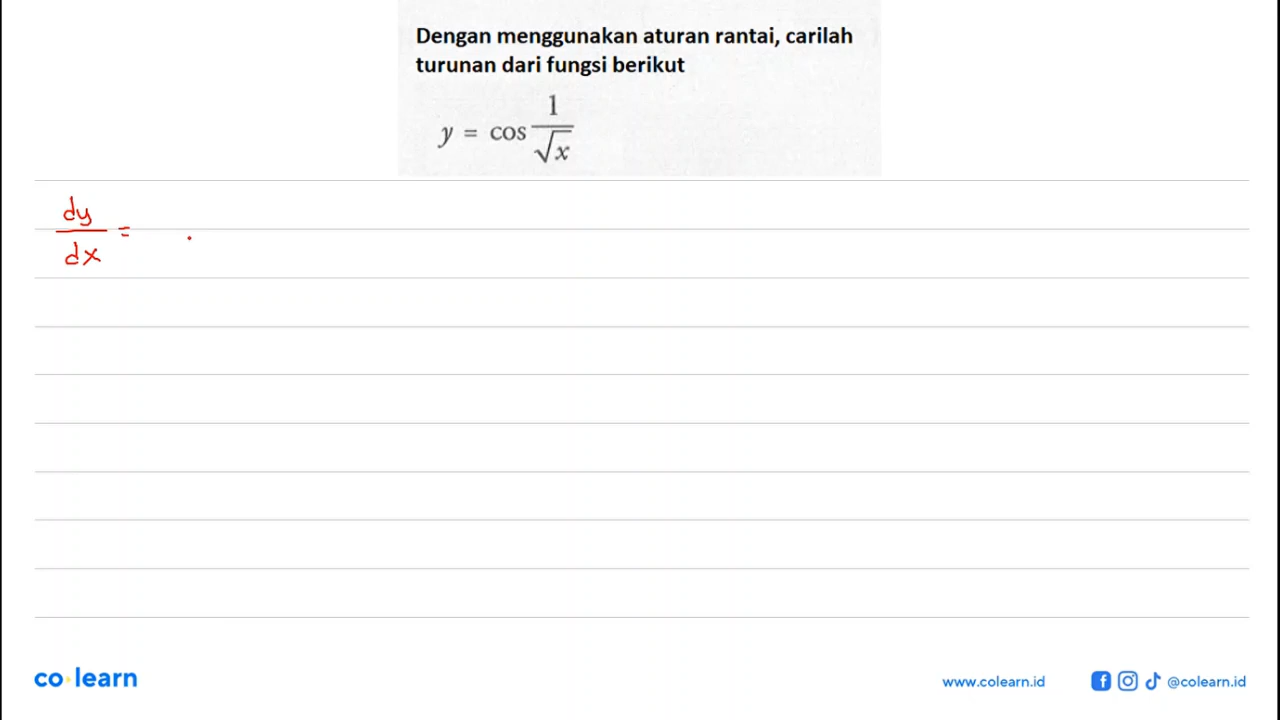 Dengan menggunakan aturan rantai, carilah
turunan dari fungsi berikut
y = cos 1/√x
dy/dx =
co learn
www.colearn.id @colearn.id